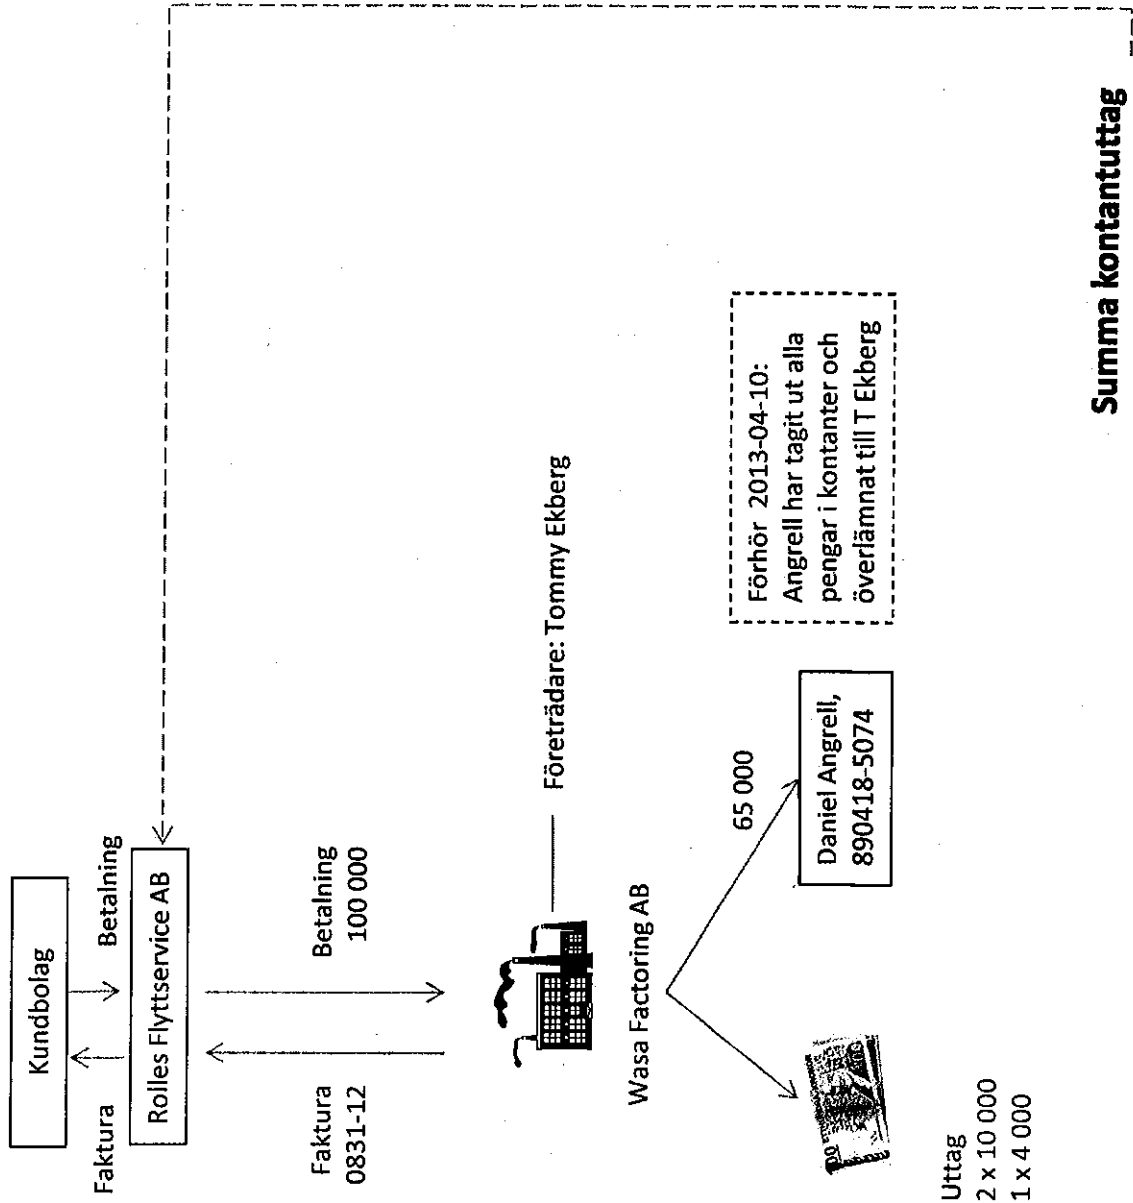 Kundbolag
Faktura
Betalning
Rolles Flyttservice AB
Faktura
0831-12
Betalning
100 000
Företrädare: Tommy Ekberg
Wasa Factoring AB
65 000
Daniel Angrell,
890418-5074
Förhör 2013-04-10:
Angrell har tagit ut alla
pengar i kontanter och
överlämnat till T Ekberg
Uttag
2 x 10 000
1 x 4 000
Summa kontantuttag